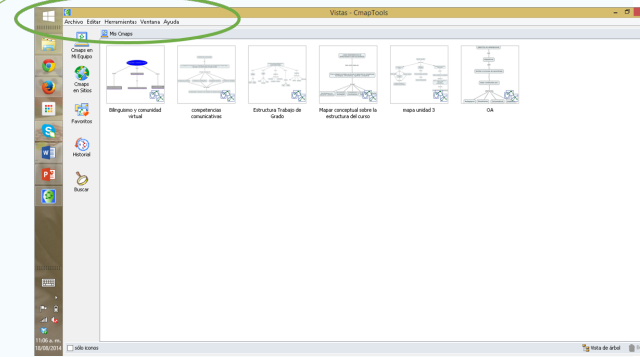 Vistas - CmapTools
Archivo Editar Herramientas Ventana Ayuda
Mis Cmaps
Cmaps en
Mi Equipo
Cmaps
en Sitios
Favoritos
Historial
Buscar
Bilinguismo y comunidad
virtual
competencias
comunicativas
Estructura Trabajo de
Grado
Mapar conceptual sobre la
estructura del curso
mapa unidad 3
OA
11:06 a. m.
18/08/2014
sólo iconos
Vista de árbol